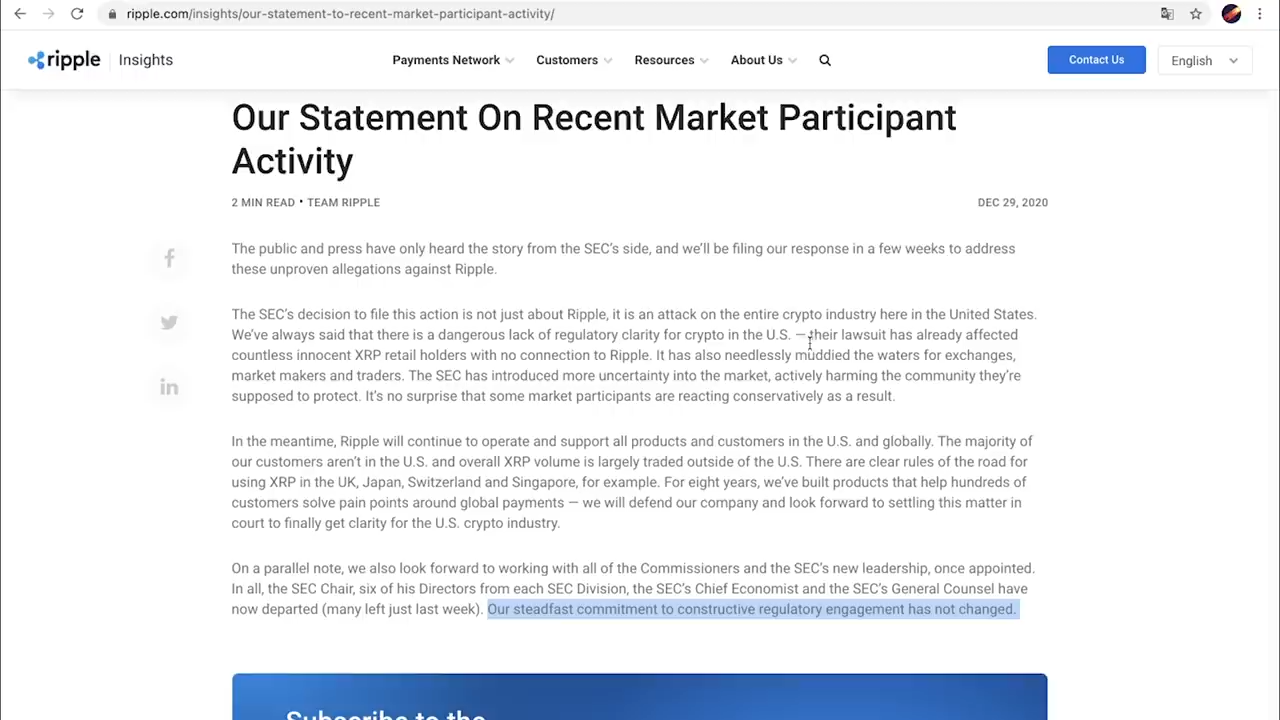 ripple.com/insights/our-statement-to-recent-market-participant-activity/
ripple Insights Payments Network Customers Resources About Us Contact Us English
Our Statement On Recent Market Participant
Activity
2 MIN READ • TEAM RIPPLE DEC 29, 2020
The public and press have only heard the story from the SEC's side, and we'll be filing our response in a few weeks to address
these unproven allegations against Ripple.
The SEC's decision to file this action is not just about Ripple, it is an attack on the entire crypto industry here in the United States.
We've always said that there is a dangerous lack of regulatory clarity for crypto in the U.S. — their lawsuit has already affected
countless innocent XRP retail holders with no connection to Ripple. It has also needlessly muddied the waters for exchanges,
market makers and traders. The SEC has introduced more uncertainty into the market, actively harming the community they're
supposed to protect. It's no surprise that some market participants are reacting conservatively as a result.
In the meantime, Ripple will continue to operate and support all products and customers in the U.S. and globally. The majority of
our customers aren't in the U.S. and overall XRP volume is largely traded outside of the U.S. There are clear rules of the road for
using XRP in the UK, Japan, Switzerland and Singapore, for example. For eight years, we've built products that help hundreds of
customers solve pain points around global payments — we will defend our company and look forward to settling this matter in
court to finally get clarity for the U.S. crypto industry.
On a parallel note, we also look forward to working with all of the Commissioners and the SEC's new leadership, once appointed.
In all, the SEC Chair, six of his Directors from each SEC Division, the SEC's Chief Economist and the SEC's General Counsel have
now departed (many left just last week). Our steadfast commitment to constructive regulatory engagement has not changed.
Subscribe to the